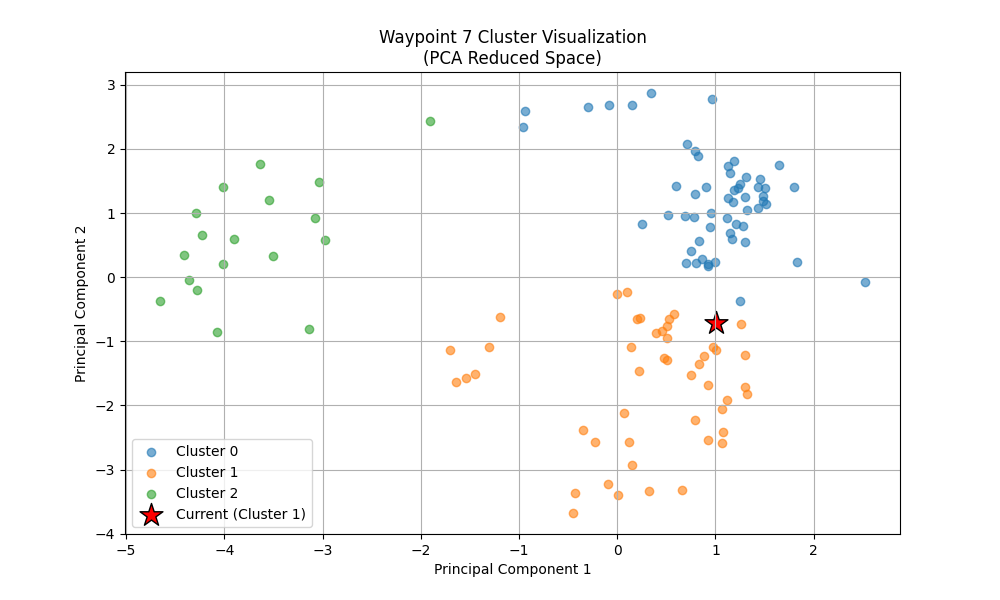 Waypoint 7 Cluster Visualization
(PCA Reduced Space)
Principal Component 2
3
2
1
0
−1
−2
−3
−4
Cluster 0
Cluster 1
Cluster 2
Current (Cluster 1)
−5 −4 −3 −2 −1 0 1 2
Principal Component 1